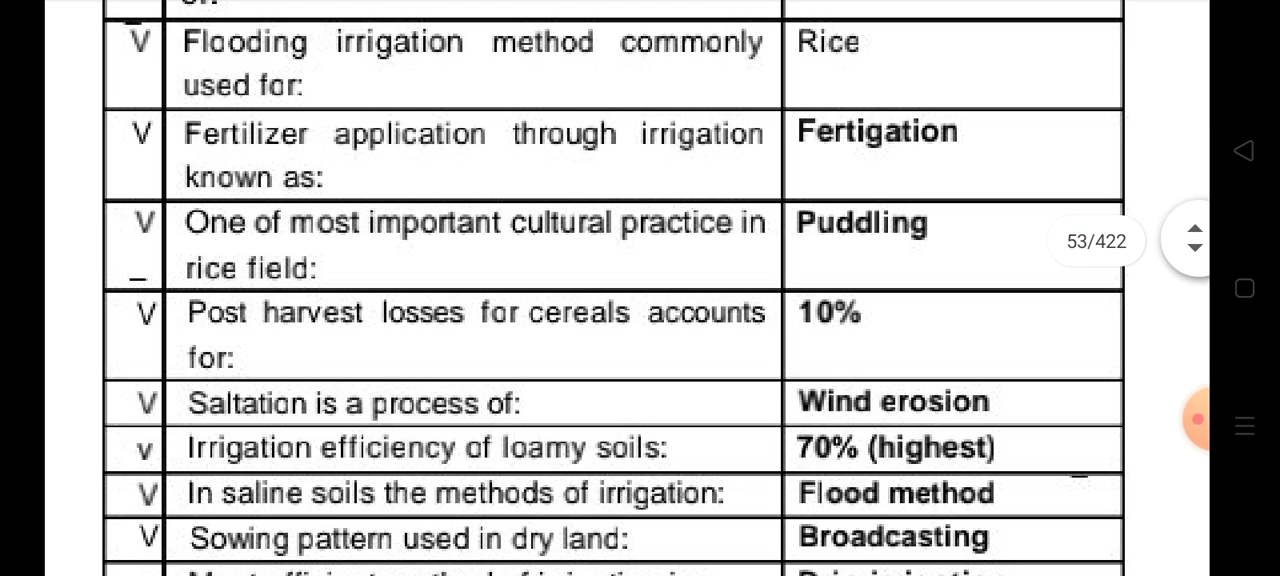 or:
V Flooding irrigation method commonly Rice
used for:
V Fertilizer application through irrigation Fertigation
known as:
V One of most important cultural practice in Puddling
rice field:
53/422
V Post harvest losses for cereals accounts 10%
for:
V Saltation is a process of: Wind erosion
v Irrigation efficiency of loamy soils: 70% (highest)
V In saline soils the methods of irrigation: Flood method
V Sowing pattern used in dry land: Broadcasting